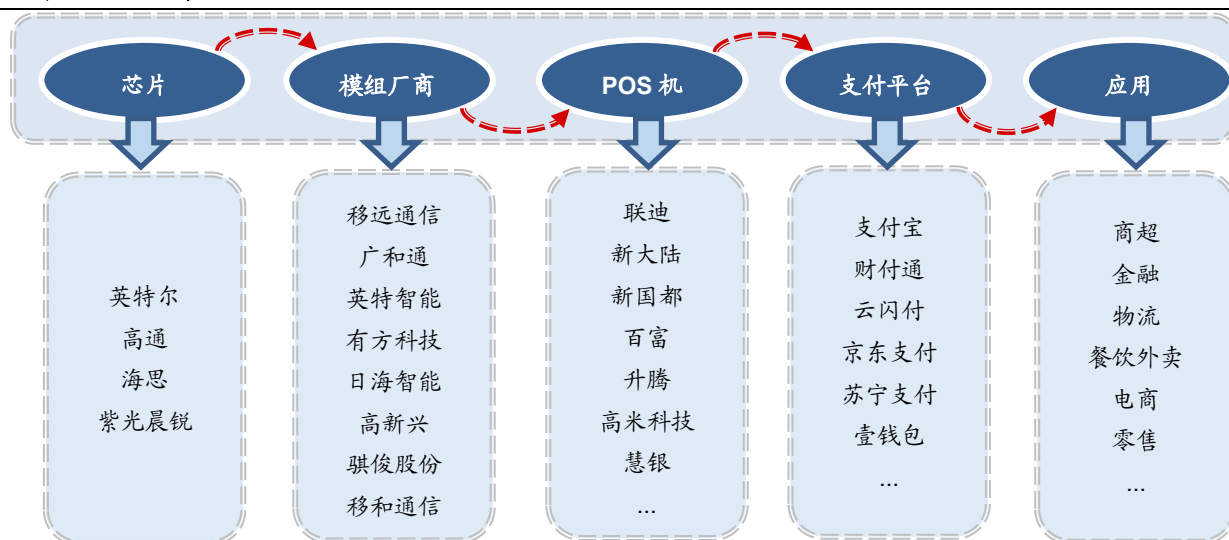 芯片
模组厂商
POS 机
支付平台
应用
英特尔
高通
海思
紫光晨锐
移远通信
广和通
英特智能
有方科技
日海智能
高新兴
骐俊股份
移和通信
联迪
新大陆
新国都
百富
升腾
高米科技
慧银
...
支付宝
财付通
云闪付
京东支付
苏宁支付
壹钱包
...
商超
金融
物流
餐饮外卖
电商
零售
...